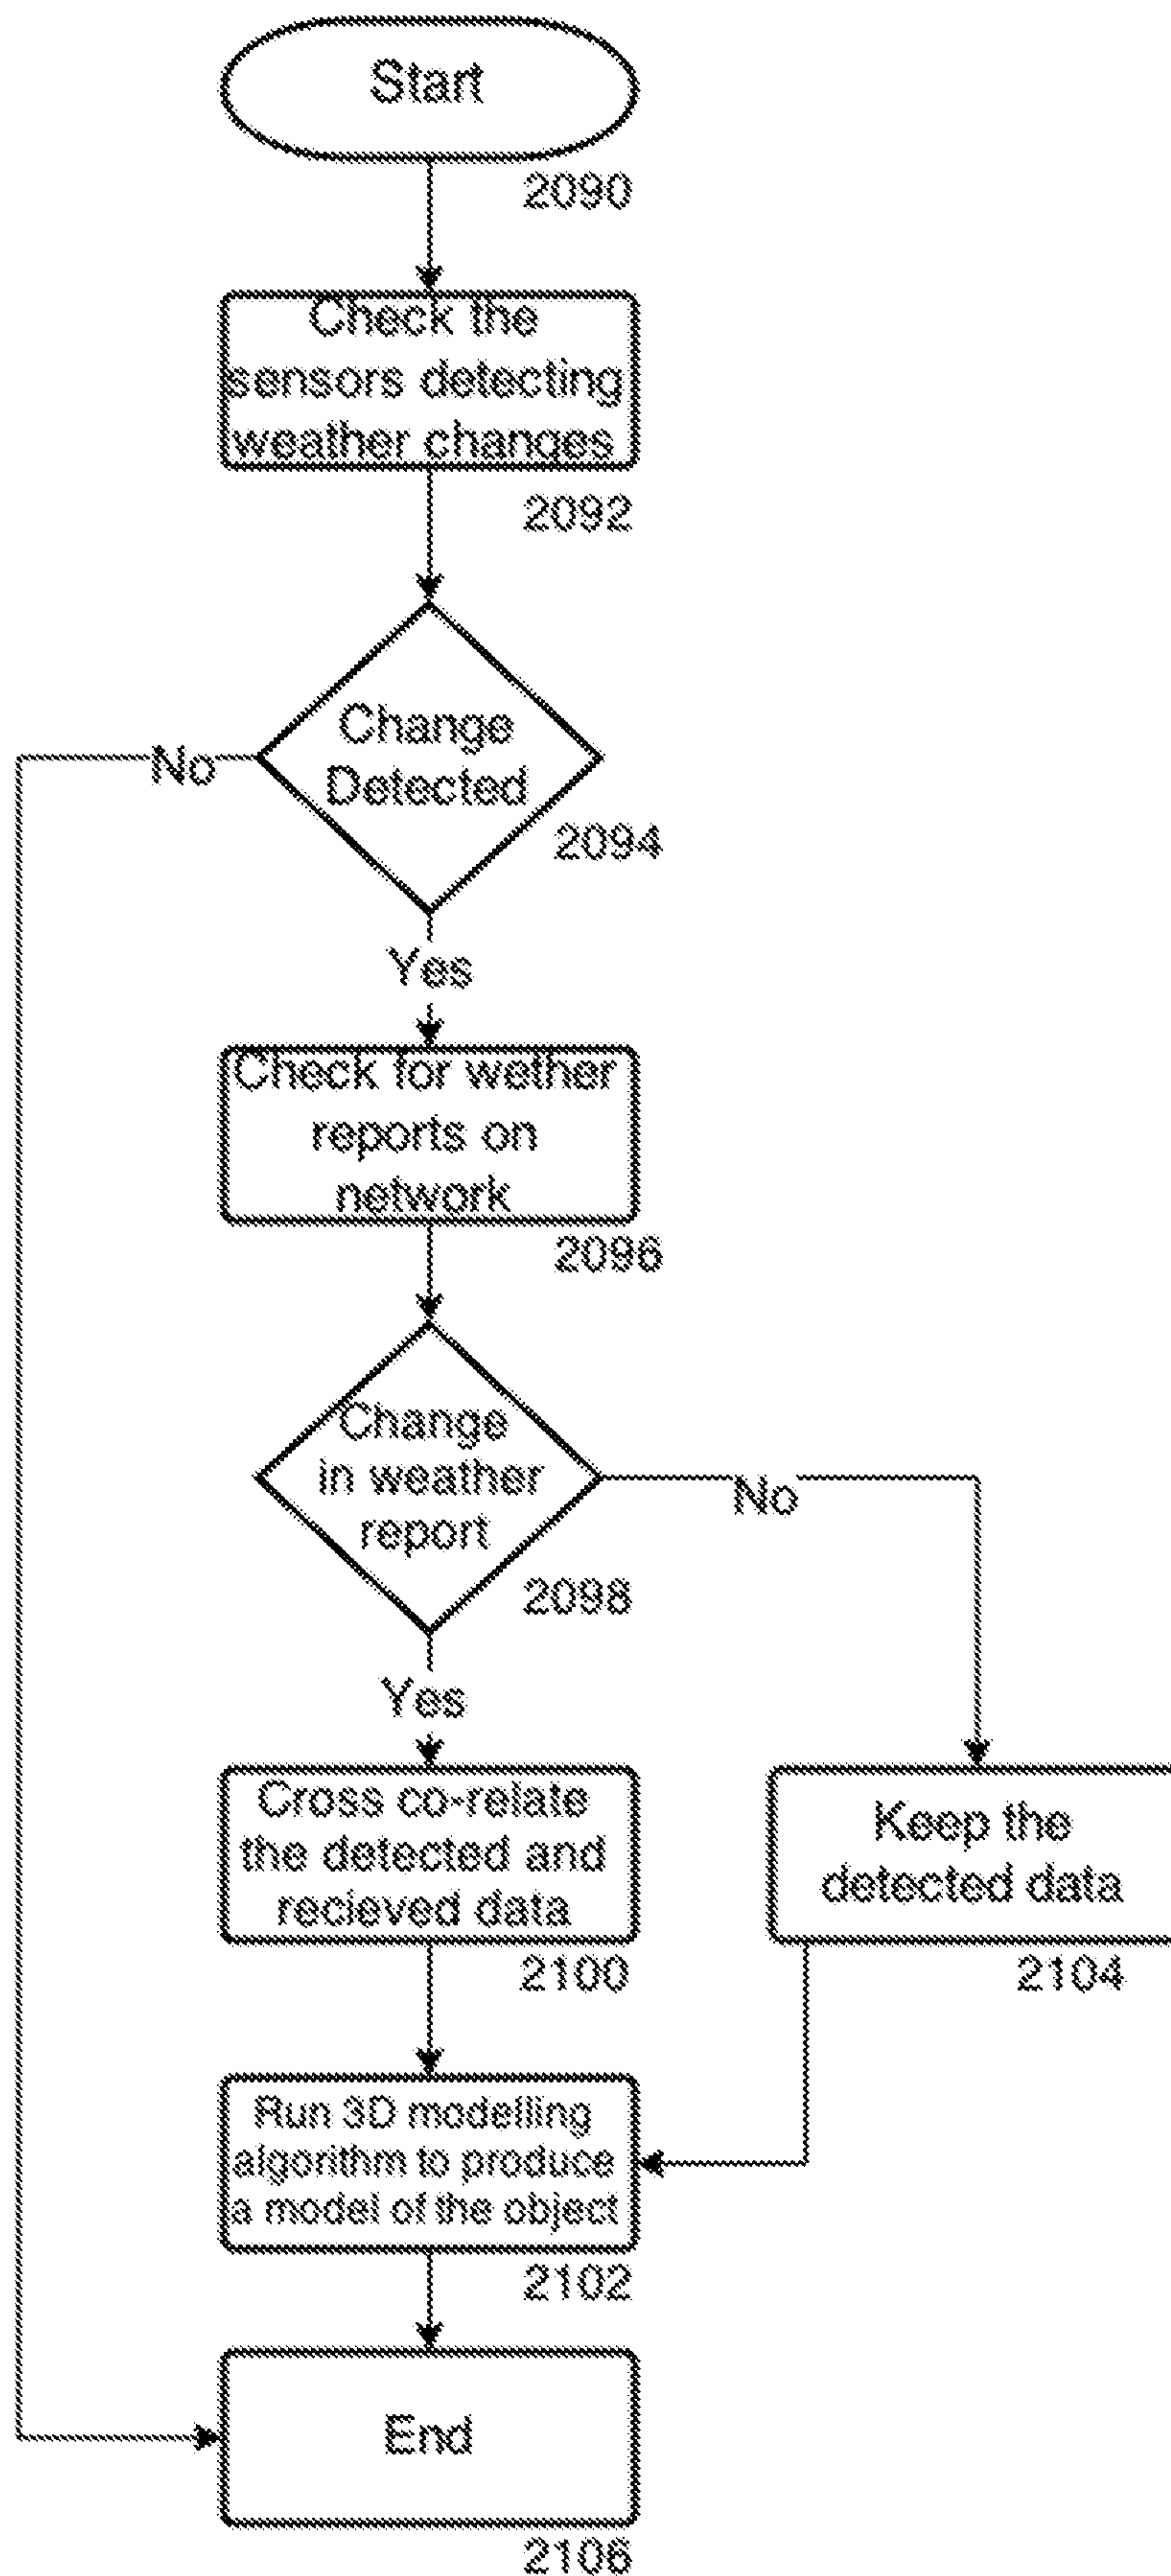 Start
2090
Check the
sensors detecting
weather changes
2092
Change
Detected
No
2094
Yes
Check for wether
reports on
network
2096
Change
in weather
report
No
2098
Yes
Cross co-relate
the detected and
recieved data
2100
Keep the
detected data
2104
Run 3D modelling
algorithm to produce
a model of the object
2102
End
2106